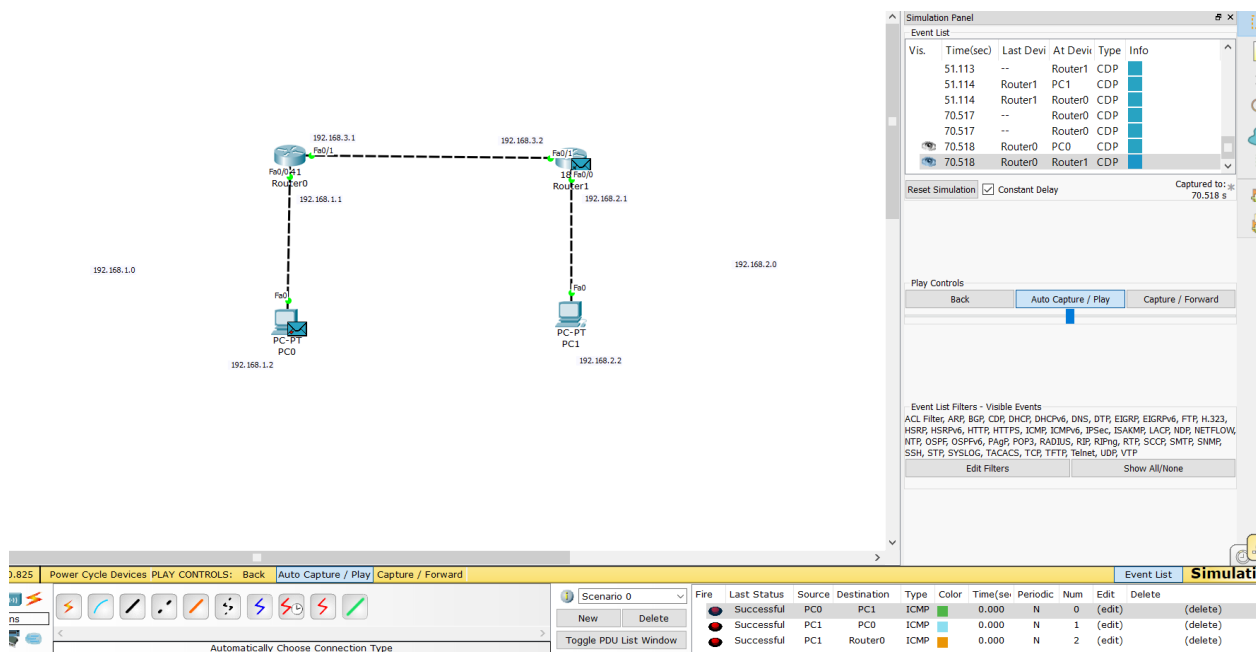 Simulation Panel
Event List
Vis. Time(sec) Last Devi At Devic Type Info
51.113 -- Router1 CDP
51.114 Router1 PC1 CDP
51.114 Router1 Router0 CDP
70.517 -- Router0 CDP
70.517 -- Router0 CDP
70.518 Router0 PC0 CDP
70.518 Router0 Router1 CDP
Reset Simulation Constant Delay Captured to:
70.518 s
192.168.3.1
Fa0/1
192.168.3.2
Fa0/1
Fa0/0 41
Router0
18 Fa0/0
Router1
192.168.1.1
192.168.2.1
192.168.1.0
192.168.2.0
Fa0
Fa0
PC-PT
PC0
PC-PT
PC1
192.168.1.2
192.168.2.2
Play Controls
Back Auto Capture / Play Capture / Forward
Event List Filters - Visible Events
ACL Filter, ARP, BGP, CDP, DHCP, DHCPv6, DNS, DTP, EIGRP, EIGRPv6, FTP, H.323,
HSRP, HSRPv6, HTTP, HTTPS, ICMP, ICMPv6, IPSec, ISAKMP, LACP, NDP, NETFLOW,
NTP, OSPF, OSPFv6, PAgP, POP3, RADIUS, RIP, RIPng, RTP, SCCP, SMTP, SNMP,
SSH, STP, SYSLOG, TACACS, TCP, TFTP, Telnet, UDP, VTP
Edit Filters Show All/None
0.825 Power Cycle Devices PLAY CONTROLS: Back Auto Capture / Play Capture / Forward Event List Simulati
ns
Automatically Choose Connection Type
Scenario 0
New Delete
Toggle PDU List Window
Fire Last Status Source Destination Type Color Time(se Periodic Num Edit Delete
Successful PC0 PC1 ICMP 0.000 N 0 (edit) (delete)
Successful PC1 PC0 ICMP 0.000 N 1 (edit) (delete)
Successful PC1 Router0 ICMP 0.000 N 2 (edit) (delete)